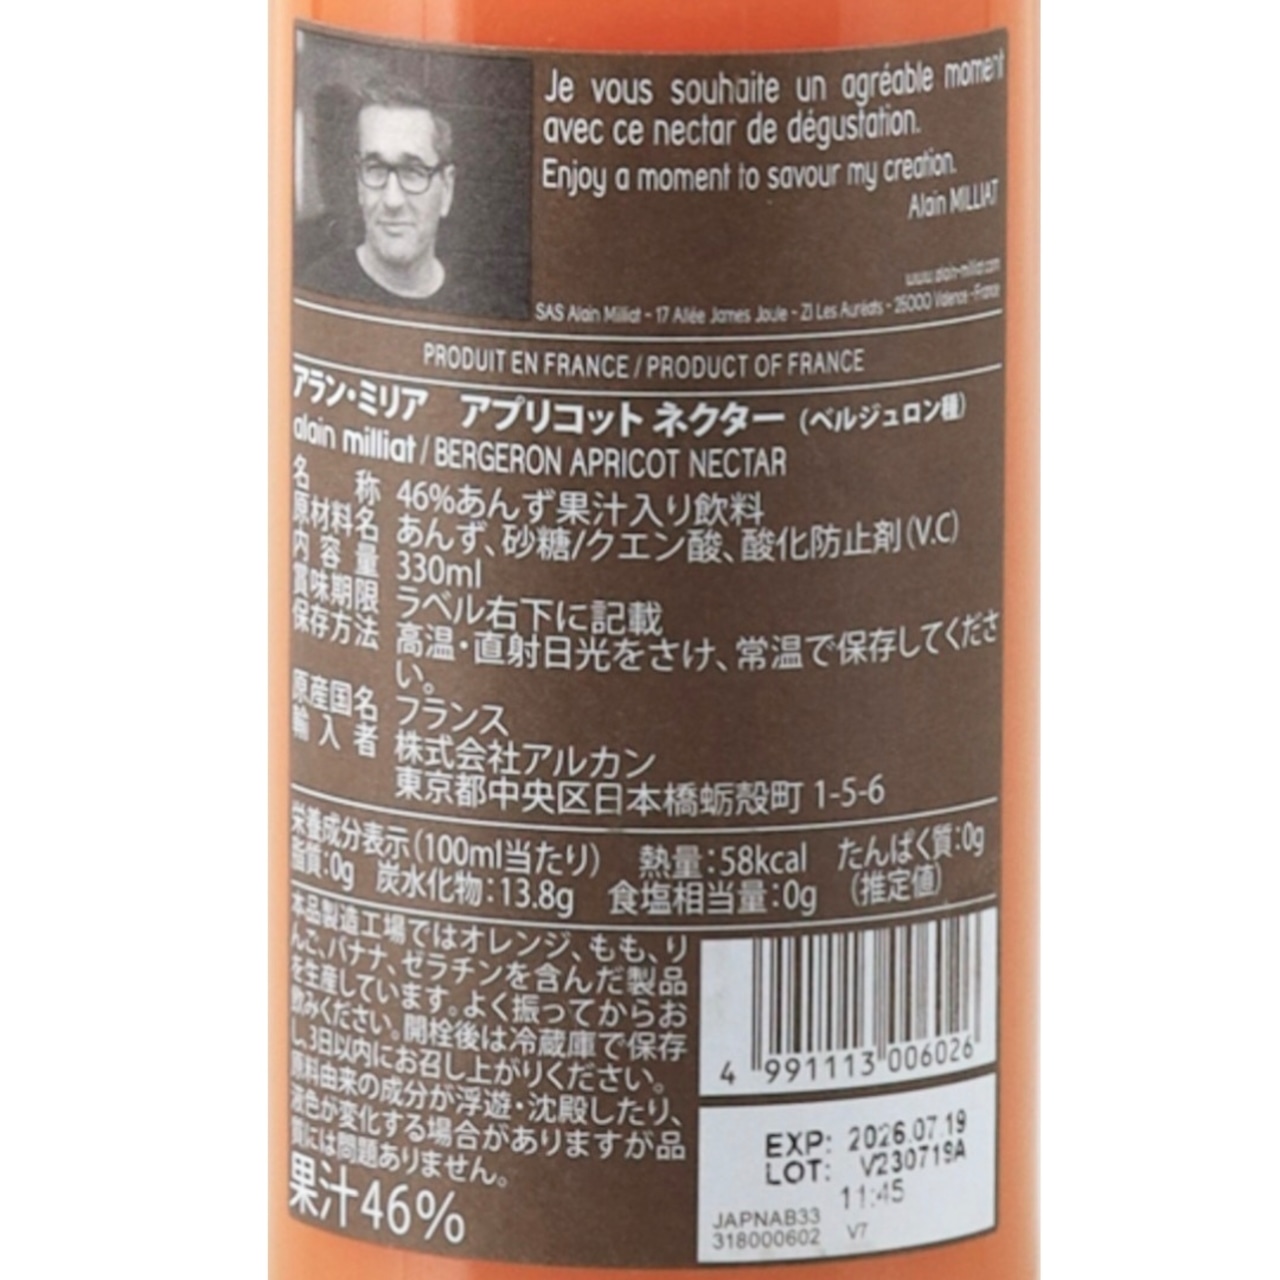 Je vous souhaite un agréable moment
avec ce nectar de dégustation.
Enjoy a moment to savour my creation.
Alain MILLIAT
www.alain-milliat.com
SAS Alain Milliat - 17 Allée James Joule - ZI Les Auréats - 26000 Valence - France
PRODUIT EN FRANCE / PRODUCT OF FRANCE
アラン・ミリア アプリコット ネクター（ベルジュロン種）
alain milliat / BERGERON APRICOT NECTAR
名称 46%あんず果汁入り飲料
原材料名 あんず、砂糖/クエン酸、酸化防止剤（V.C）
内容量 330ml
賞味期限 ラベル右下に記載
保存方法 高温・直射日光をさけ、常温で保存してくださ
い。
原産国名 フランス
輸入者 株式会社アルカン
東京都中央区日本橋蛎殻町 1-5-6
栄養成分表示（100ml当たり） 熱量：58kcal たんぱく質：0g
脂質：0g 炭水化物：13.8g 食塩相当量：0g （推定値）
本品製造工場ではオレンジ、もも、り
んご、バナナ、ゼラチンを含んだ製品
を生産しています。よく振ってからお
飲みください。開栓後は冷蔵庫で保存
し、3日以内にお召し上がりください。
原料由来の成分が浮遊・沈殿したり、
液色が変化する場合がありますが品
質には問題ありません。
果汁46%
4 991113 006026
EXP: 2026.07.19
LOT: V230719A
11:45
JAPNAB33
318000602 V7